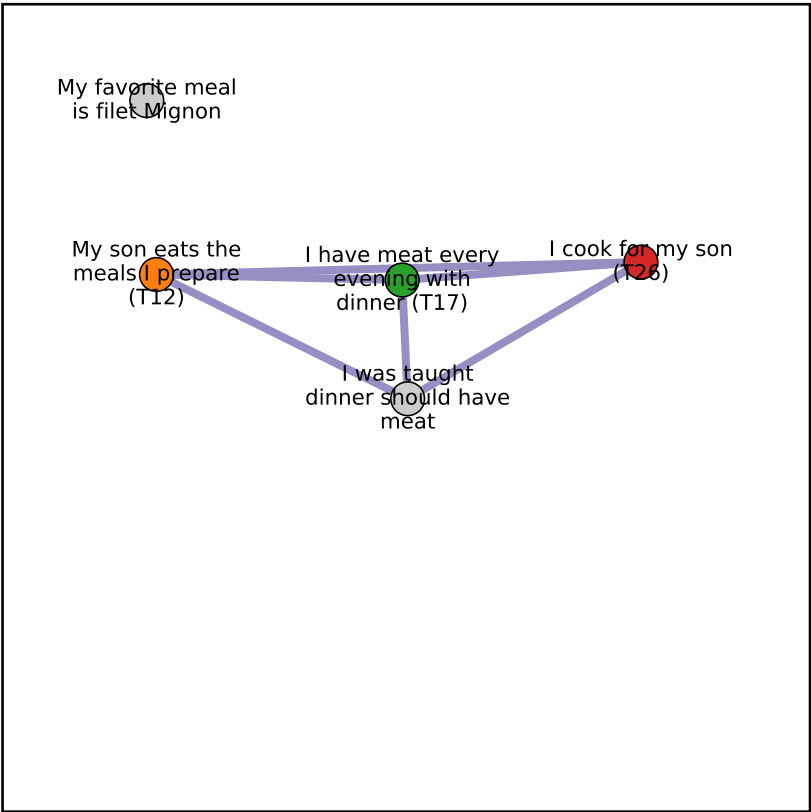 My favorite meal
is filet Mignon
My son eats the
meals I prepare
(T12)
I have meat every
evening with
dinner (T17)
I cook for my son
(T26)
I was taught
dinner should have
meat